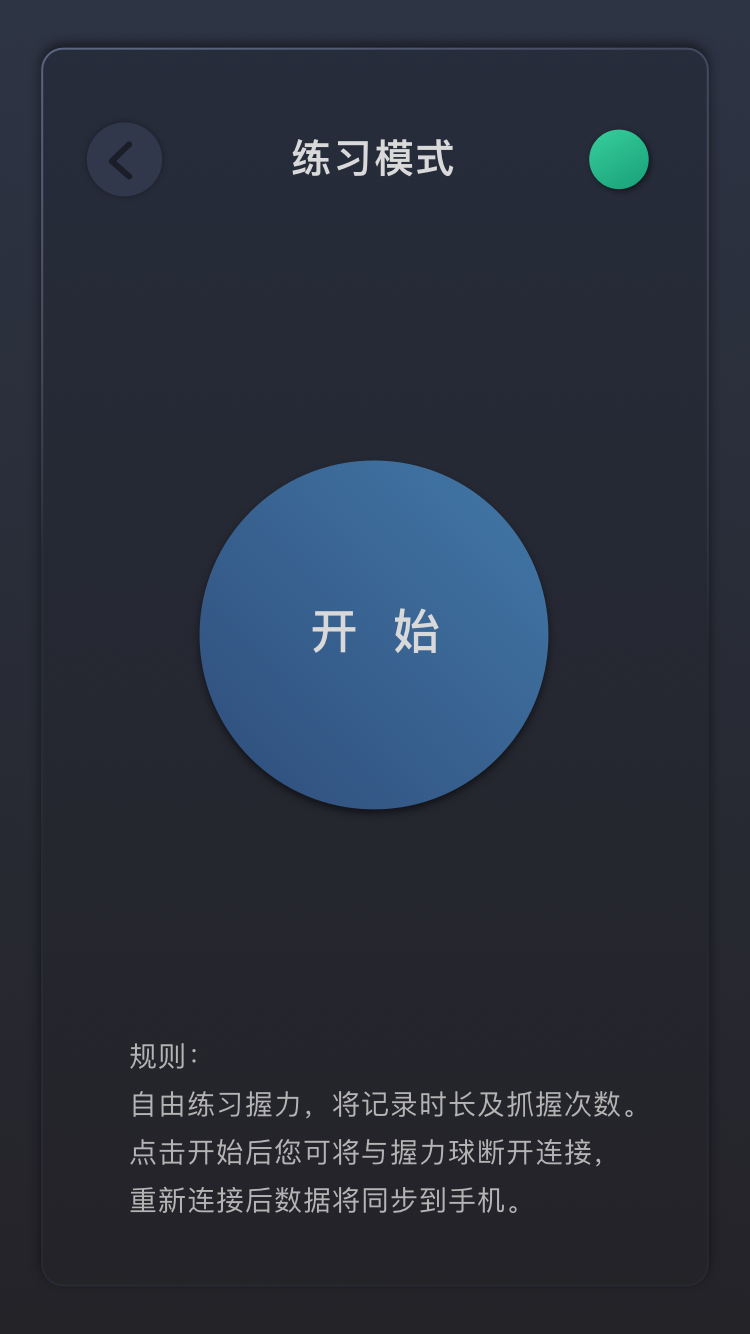 练习模式
开 始
规则：
自由练习握力，将记录时长及抓握次数。
点击开始后您可将与握力球断开连接，
重新连接后数据将同步到手机。